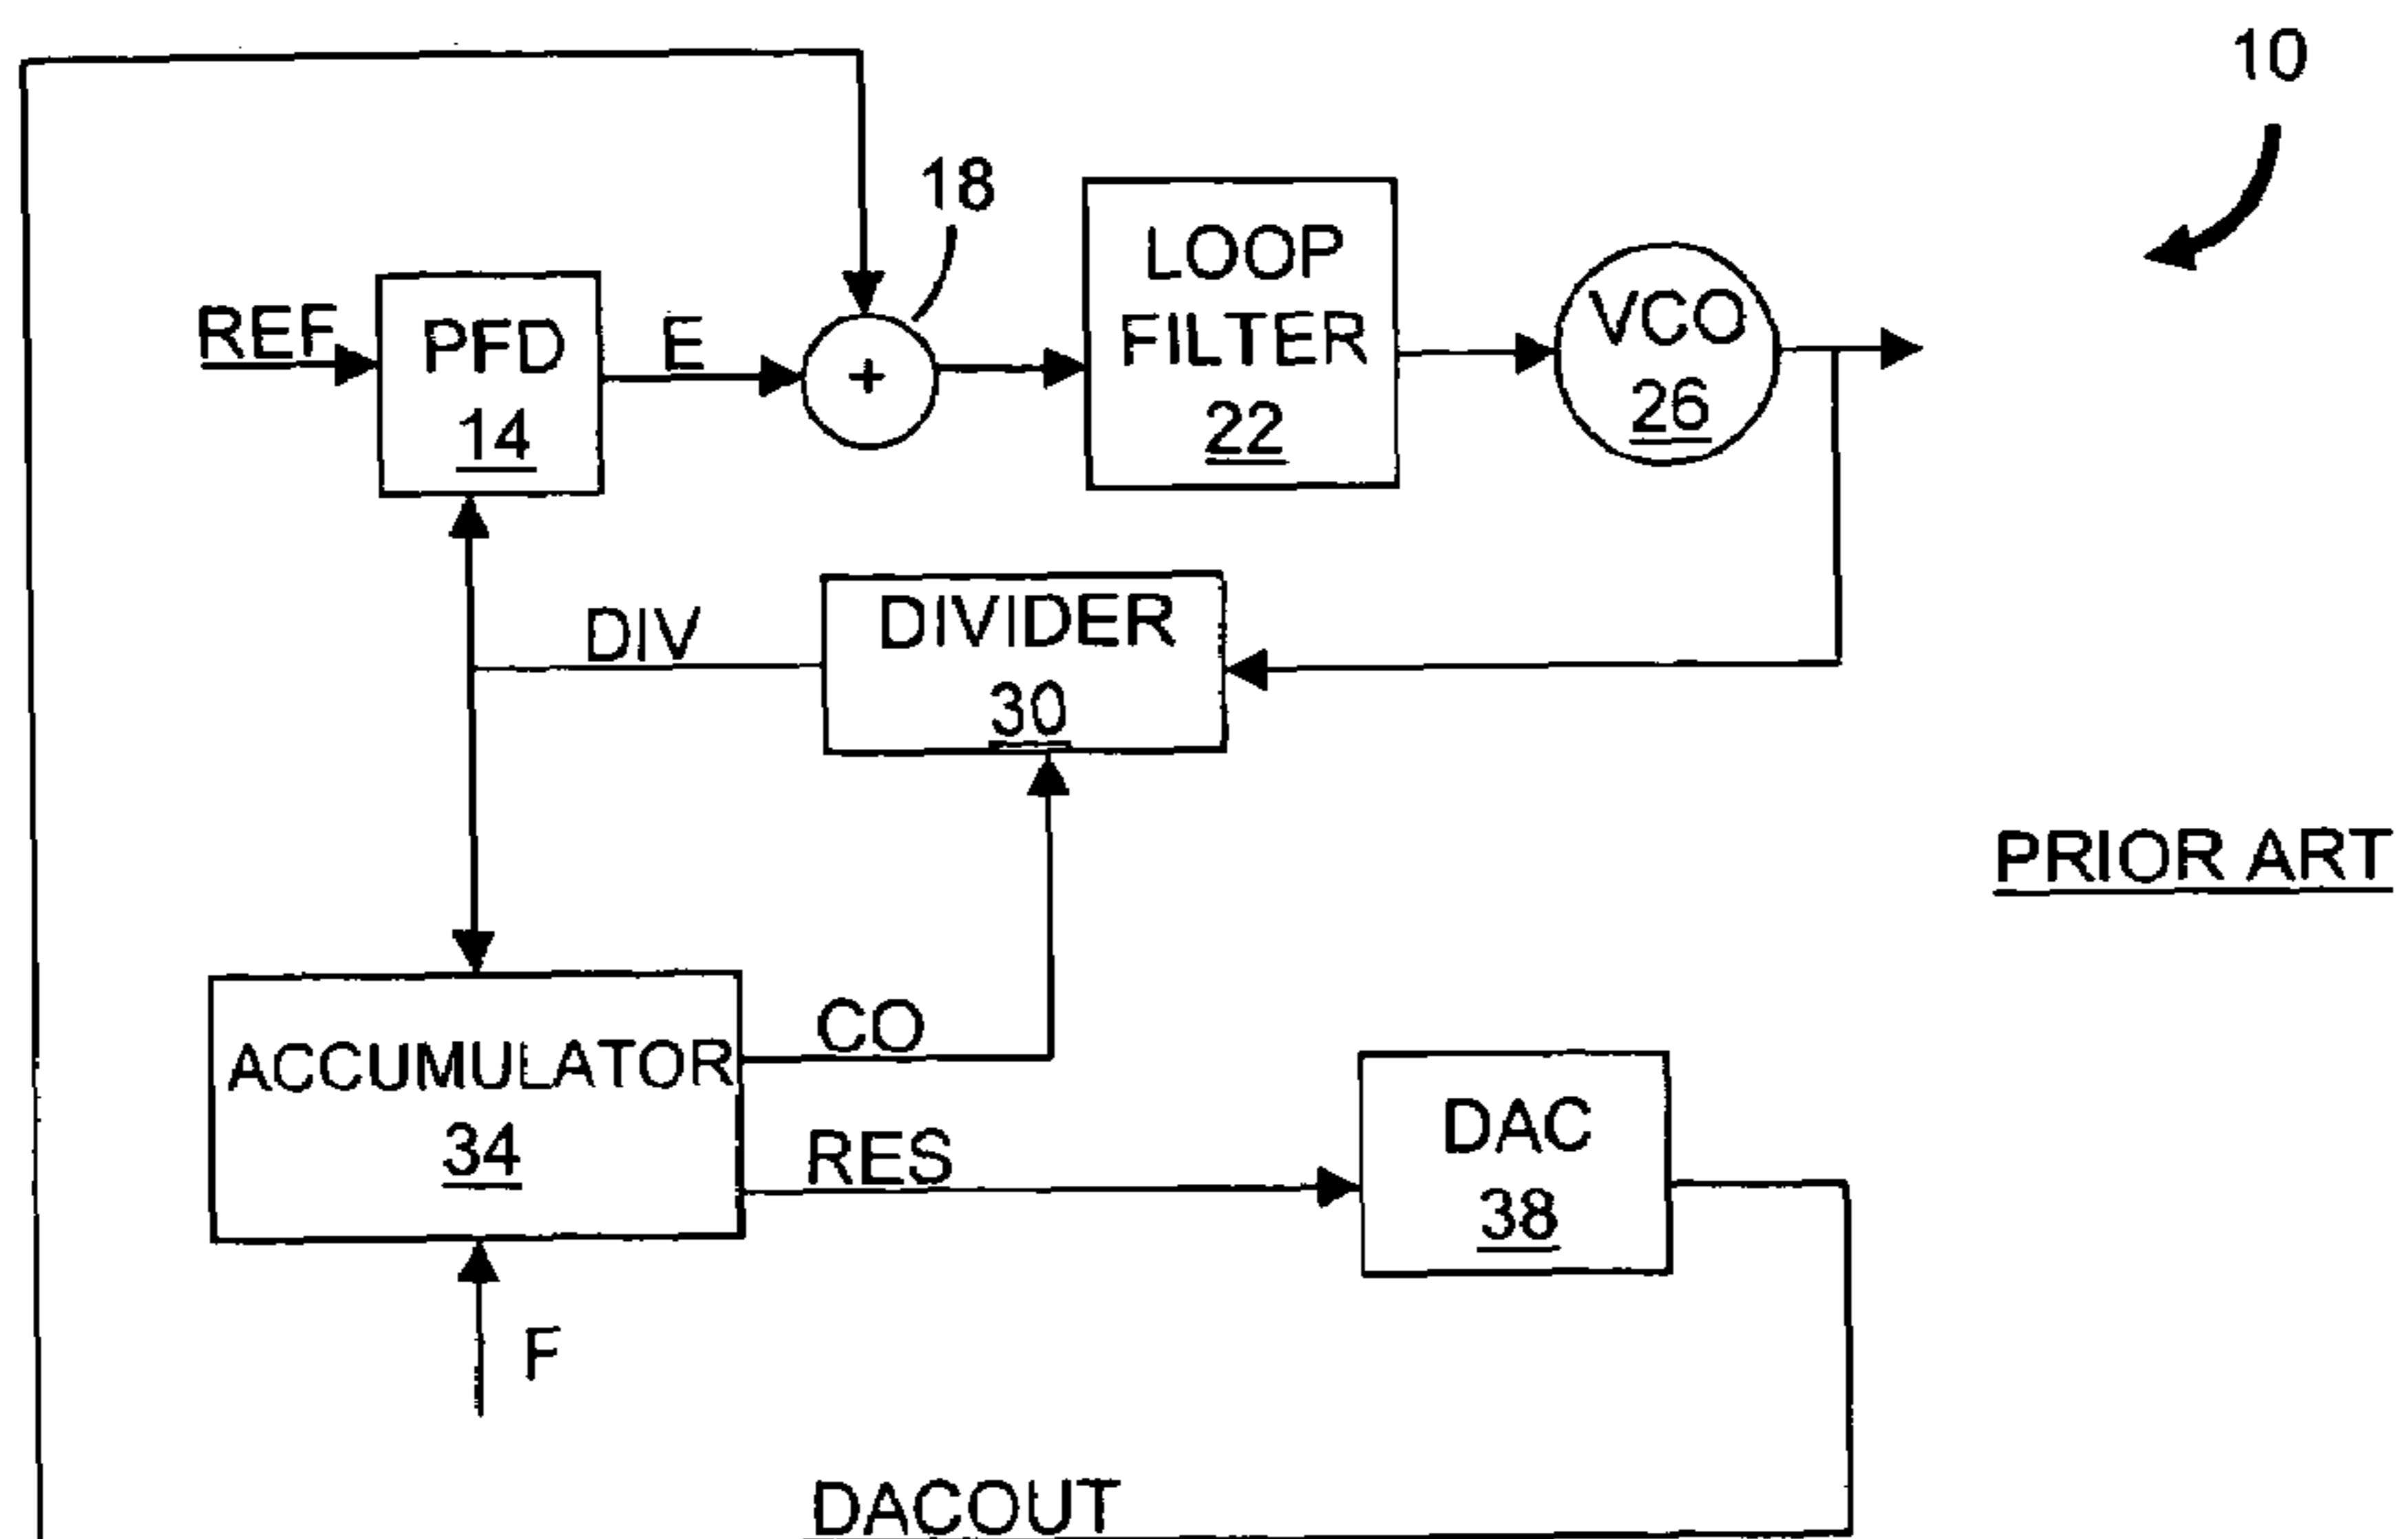 10
18
REF
PFD
14
E
+
LOOP
FILTER
22
VCO
26
DIV
DIVIDER
30
PRIOR ART
ACCUMULATOR
34
CO
RES
DAC
38
F
DACOUT